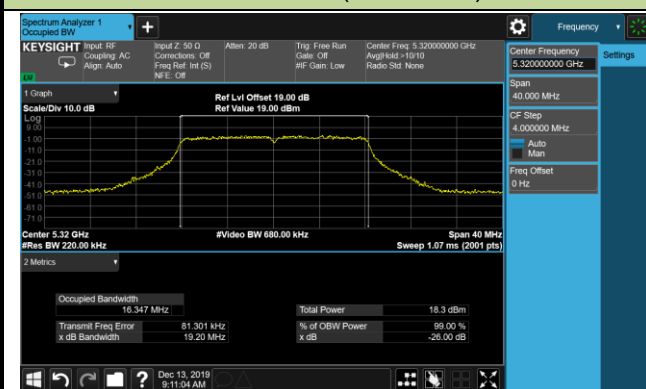 Spectrum Analyzer 1
Occupied BW
Frequency
KEYSIGHT
Input: RF
Coupling: AC
Align: Auto
Input Z: 50 Ω
Corrections: Off
Freq Ref: Int (S)
NFE: Off
Atten: 20 dB
Trig: Free Run
Gate: Off
#IF Gain: Low
Center Freq: 5.320000000 GHz
Avg|Hold:>10/10
Radio Std: None
1 Graph
Scale/Div 10.0 dB
Ref Lvl Offset 19.00 dB
Ref Value 19.00 dBm
Log
9.00
-1.00
-11.0
-21.0
-31.0
-41.0
-51.0
-61.0
-71.0
Center 5.32 GHz
#Res BW 220.00 kHz
#Video BW 680.00 kHz
Span 40 MHz
Sweep 1.07 ms (2001 pts)
2 Metrics
Occupied Bandwidth
16.347 MHz
Total Power 18.3 dBm
Transmit Freq Error 81.301 kHz
% of OBW Power 99.00 %
x dB Bandwidth 19.20 MHz
x dB -26.00 dB
Center Frequency
5.320000000 GHz
Settings
Span
40.000 MHz
CF Step
4.000000 MHz
Auto
Man
Freq Offset
0 Hz
?
Dec 13, 2019
9:11:04 AM